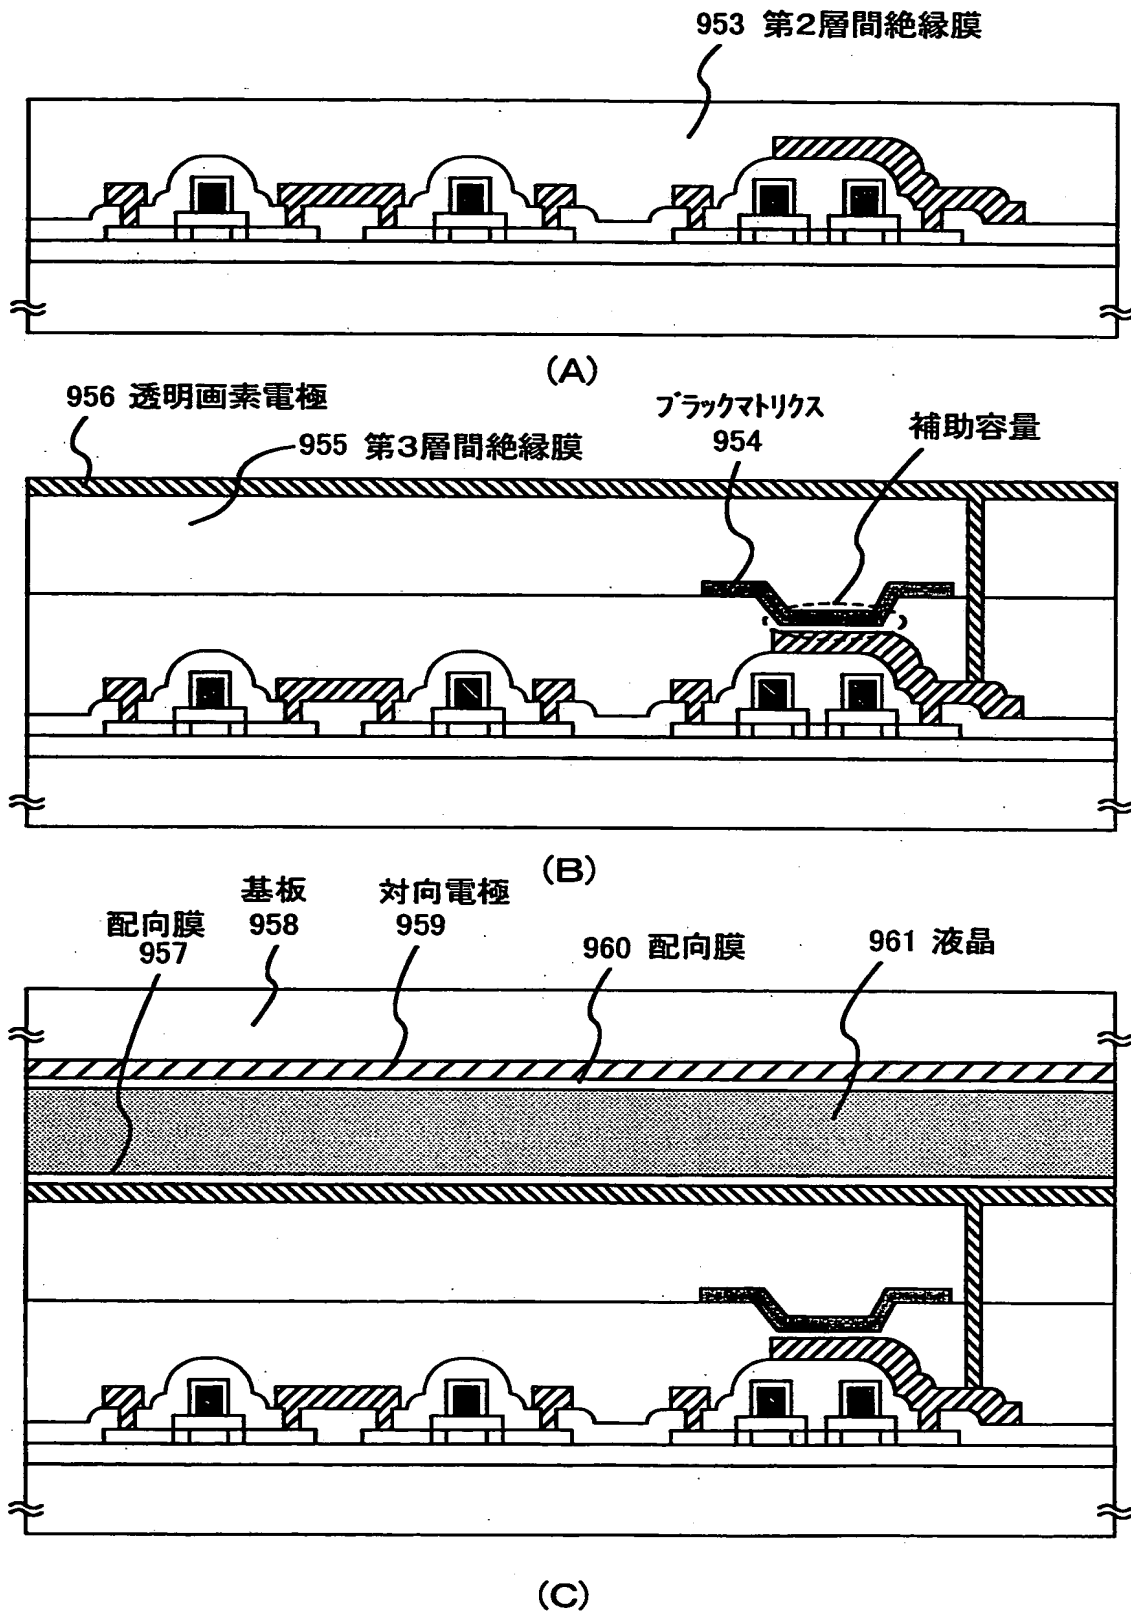 953 第2層間絶縁膜
(A)
956 透明画素電極
955 第3層間絶縁膜
ブラックマトリクス
954
補助容量
(B)
配向膜
957
基板
958
対向電極
959
960 配向膜
961 液晶
(C)